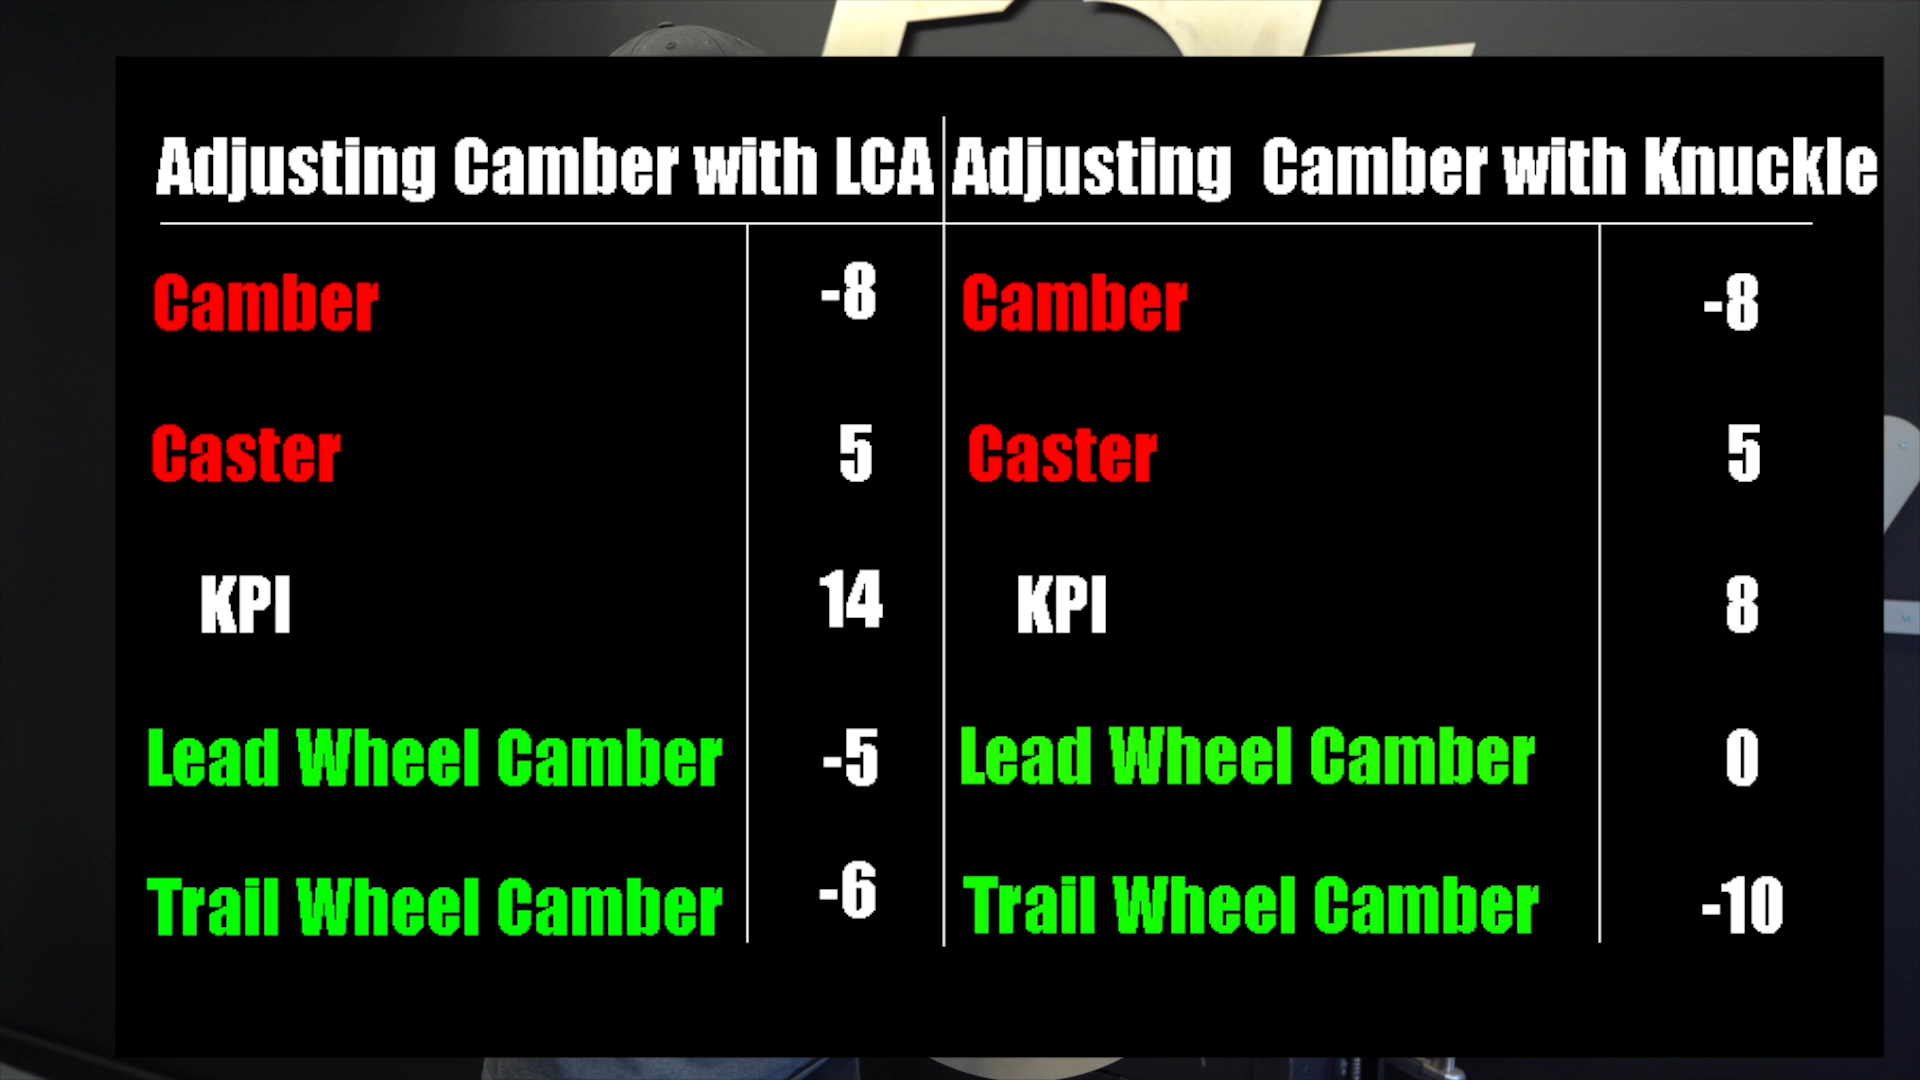 Adjusting Camber with LCA Adjusting Camber with Knuckle
Camber -8 Camber -8
Caster 5 Caster 5
KPI 14 KPI 8
Lead Wheel Camber -5 Lead Wheel Camber 0
Trail Wheel Camber -6 Trail Wheel Camber -10